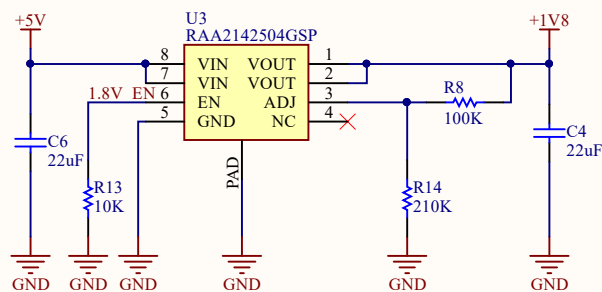 +5V
U3
RAA2142504GSP
+1V8
8 VIN VOUT 1
7 VIN VOUT 2
1.8V EN 6 EN ADJ 3
5 GND NC 4
R8
100K
C6
22uF
C4
22uF
PAD
R13
10K
R14
210K
GND GND GND GND GND GND